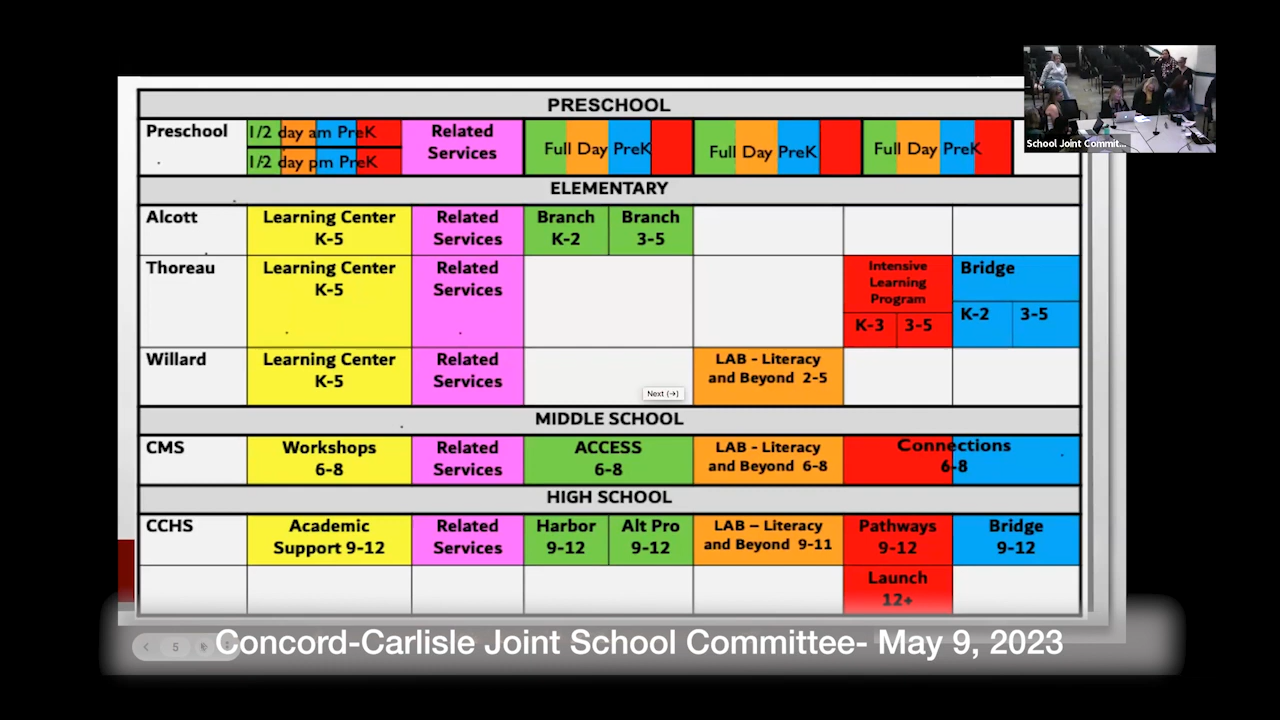 PRESCHOOL
Preschool
1/2 day am PreK
1/2 day pm PreK
Related
Services
Full Day PreK
Full Day PreK
Full Day PreK
School Joint Committ...
ELEMENTARY
Alcott
Learning Center
K-5
Related
Services
Branch
K-2
Branch
3-5
Thoreau
Learning Center
K-5
Related
Services
Intensive
Learning
Program
K-3
3-5
Bridge
K-2
3-5
Willard
Learning Center
K-5
Related
Services
LAB - Literacy
and Beyond 2-5
Next (→)
MIDDLE SCHOOL
CMS
Workshops
6-8
Related
Services
ACCESS
6-8
LAB - Literacy
and Beyond 6-8
Connections
6-8
HIGH SCHOOL
CCHS
Academic
Support 9-12
Related
Services
Harbor
9-12
Alt Pro
9-12
LAB – Literacy
and Beyond 9-11
Pathways
9-12
Bridge
9-12
Launch
12+
5
Concord-Carlisle Joint School Committee- May 9, 2023